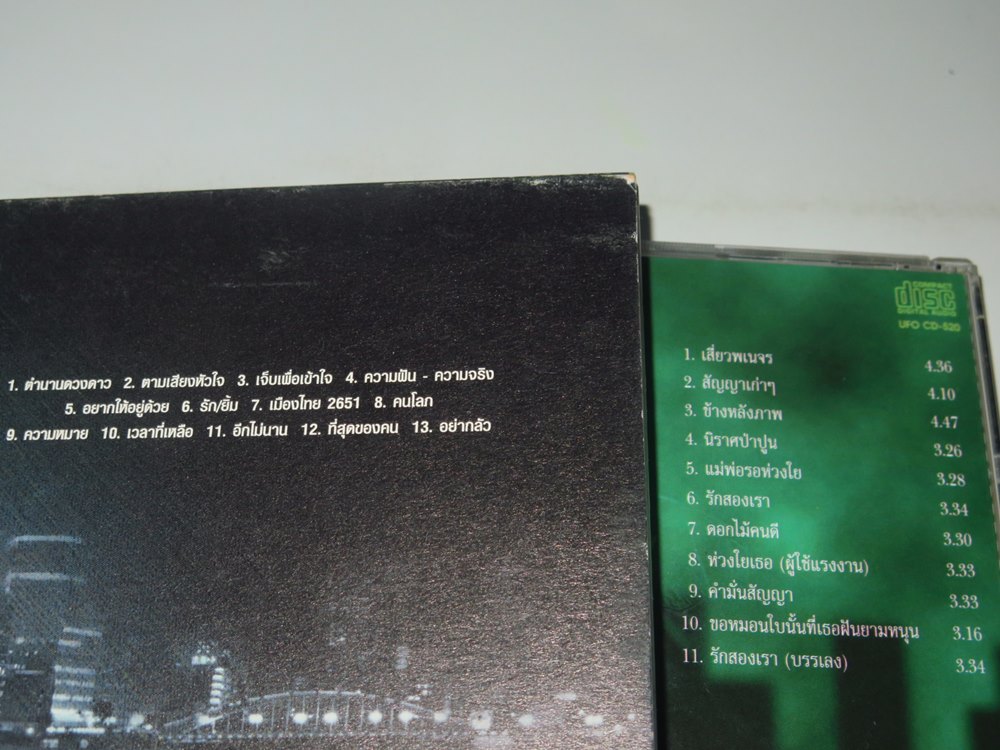 1. ตำนานดวงดาว 2. ตามเสียงหัวใจ 3. เจ็บเพื่อเข้าใจ 4. ความฝัน - ความจริง
5. อยากให้อยู่ด้วย 6. รัก/ยิ้ม 7. เมืองไทย 2651 8. คนโลภ
9. ความหมาย 10. เวลาที่เหลือ 11. อีกไม่นาน 12. ที่สุดของคน 13. อย่ากลัว
COMPACT
disc
DIGITAL AUDIO
UFO CD-520
1. เสี่ยวพเนจร 4.36
2. สัญญาเก่าๆ 4.10
3. ข้างหลังภาพ 4.47
4. นิราศป่าปูน 3.26
5. แม่พ่อรอห่วงใย 3.28
6. รักสองเรา 3.34
7. ดอกไม้คนดี 3.30
8. ห่วงใยเธอ (ผู้ใช้แรงงาน) 3.33
9. คำมั่นสัญญา 3.33
10. ขอหมอนใบนั้นที่เธอฝันยามหนุน 3.16
11. รักสองเรา (บรรเลง) 3.34